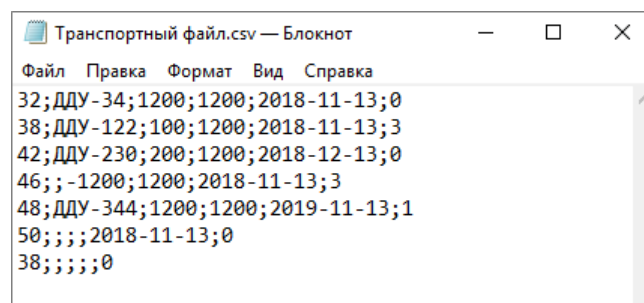 Транспортный файл.csv — Блокнот
Файл Правка Формат Вид Справка
32;ДДУ-34;1200;1200;2018-11-13;0
38;ДДУ-122;100;1200;2018-11-13;3
42;ДДУ-230;200;1200;2018-12-13;0
46;;-1200;1200;2018-11-13;3
48;ДДУ-344;1200;1200;2019-11-13;1
50;;;;2018-11-13;0
38;;;;;0